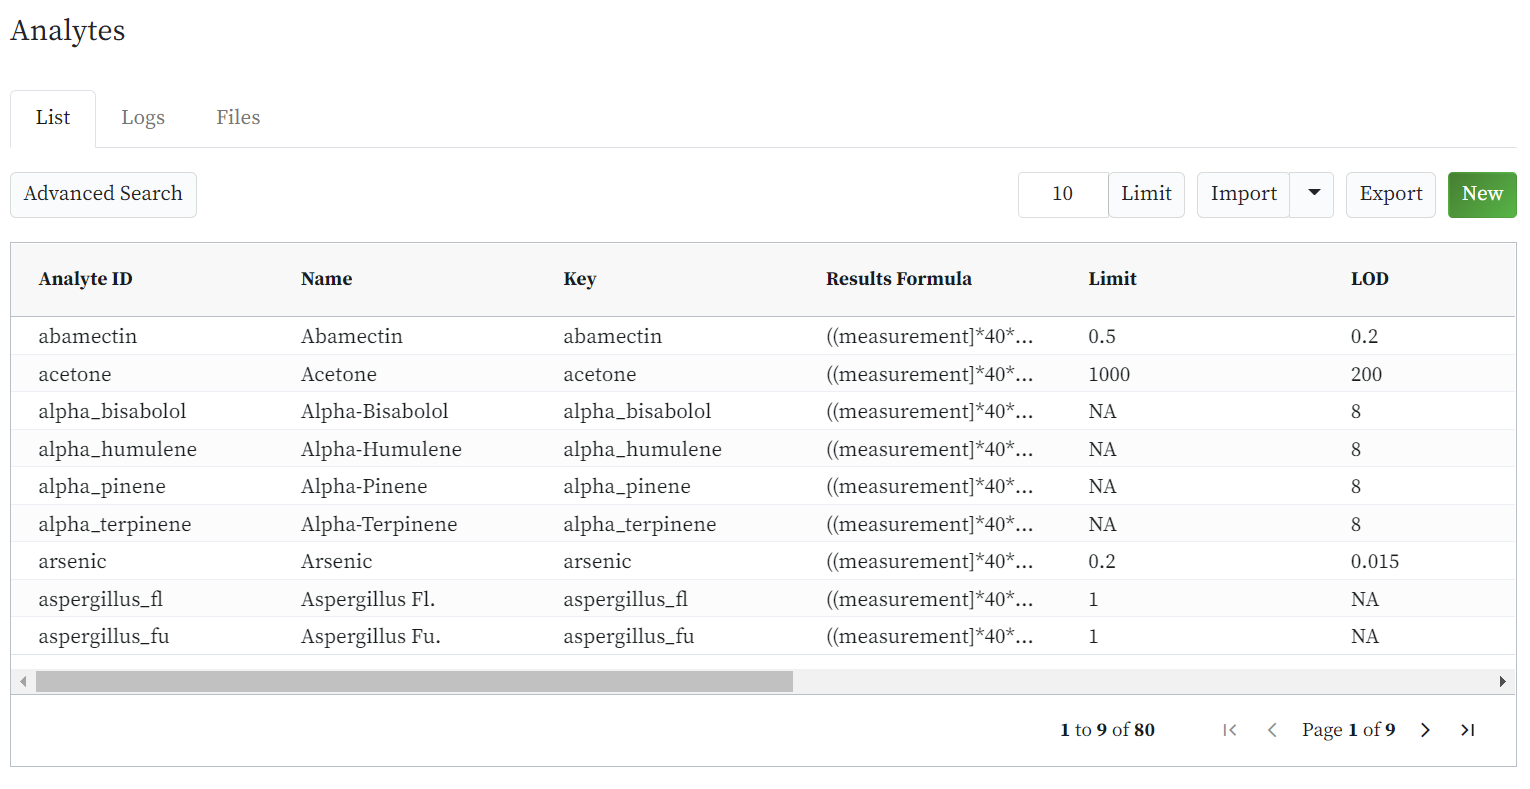 Analytes
List Logs Files
Advanced Search 10 Limit Import Export New
Analyte ID Name Key Results Formula Limit LOD
abamectin Abamectin abamectin ((measurement]*40*... 0.5 0.2
acetone Acetone acetone ((measurement]*40*... 1000 200
alpha_bisabolol Alpha-Bisabolol alpha_bisabolol ((measurement]*40*... NA 8
alpha_humulene Alpha-Humulene alpha_humulene ((measurement]*40*... NA 8
alpha_pinene Alpha-Pinene alpha_pinene ((measurement]*40*... NA 8
alpha_terpinene Alpha-Terpinene alpha_terpinene ((measurement]*40*... NA 8
arsenic Arsenic arsenic ((measurement]*40*... 0.2 0.015
aspergillus_fl Aspergillus Fl. aspergillus_fl ((measurement]*40*... 1 NA
aspergillus_fu Aspergillus Fu. aspergillus_fu ((measurement]*40*... 1 NA
1 to 9 of 80 Page 1 of 9